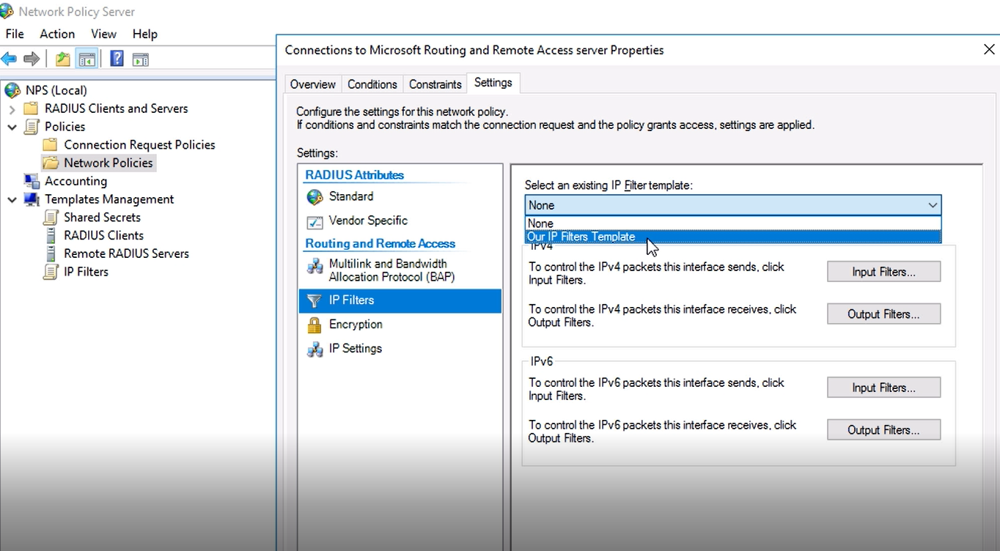 Network Policy Server
File Action View Help
NPS (Local)
RADIUS Clients and Servers
Policies
Connection Request Policies
Network Policies
Accounting
Templates Management
Shared Secrets
RADIUS Clients
Remote RADIUS Servers
IP Filters
Connections to Microsoft Routing and Remote Access server Properties
Overview Conditions Constraints Settings
Configure the settings for this network policy.
If conditions and constraints match the connection request and the policy grants access, settings are applied.
Settings:
RADIUS Attributes
Standard
Vendor Specific
Routing and Remote Access
Multilink and Bandwidth
Allocation Protocol (BAP)
IP Filters
Encryption
IP Settings
Select an existing IP Filter template:
None
None
Our IP Filters Template
IPv4
To control the IPv4 packets this interface sends, click
Input Filters.
Input Filters...
To control the IPv4 packets this interface receives, click
Output Filters.
Output Filters...
IPv6
To control the IPv6 packets this interface sends, click
Input Filters.
Input Filters...
To control the IPv6 packets this interface receives, click
Output Filters.
Output Filters...